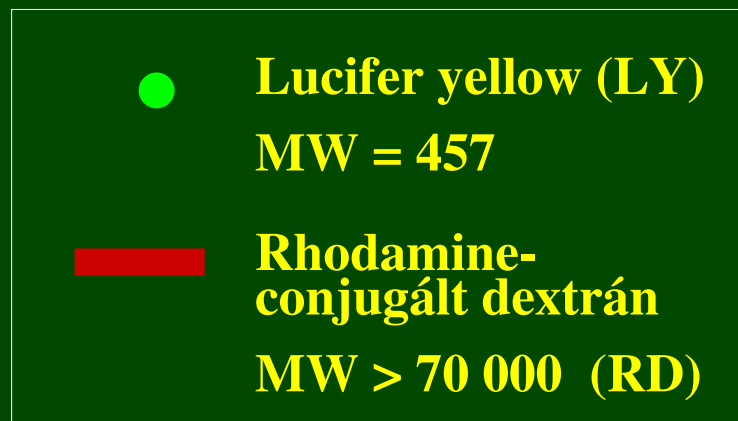 Lucifer yellow (LY)
MW = 457
Rhodamine-
conjugált dextrán
MW > 70 000 (RD)